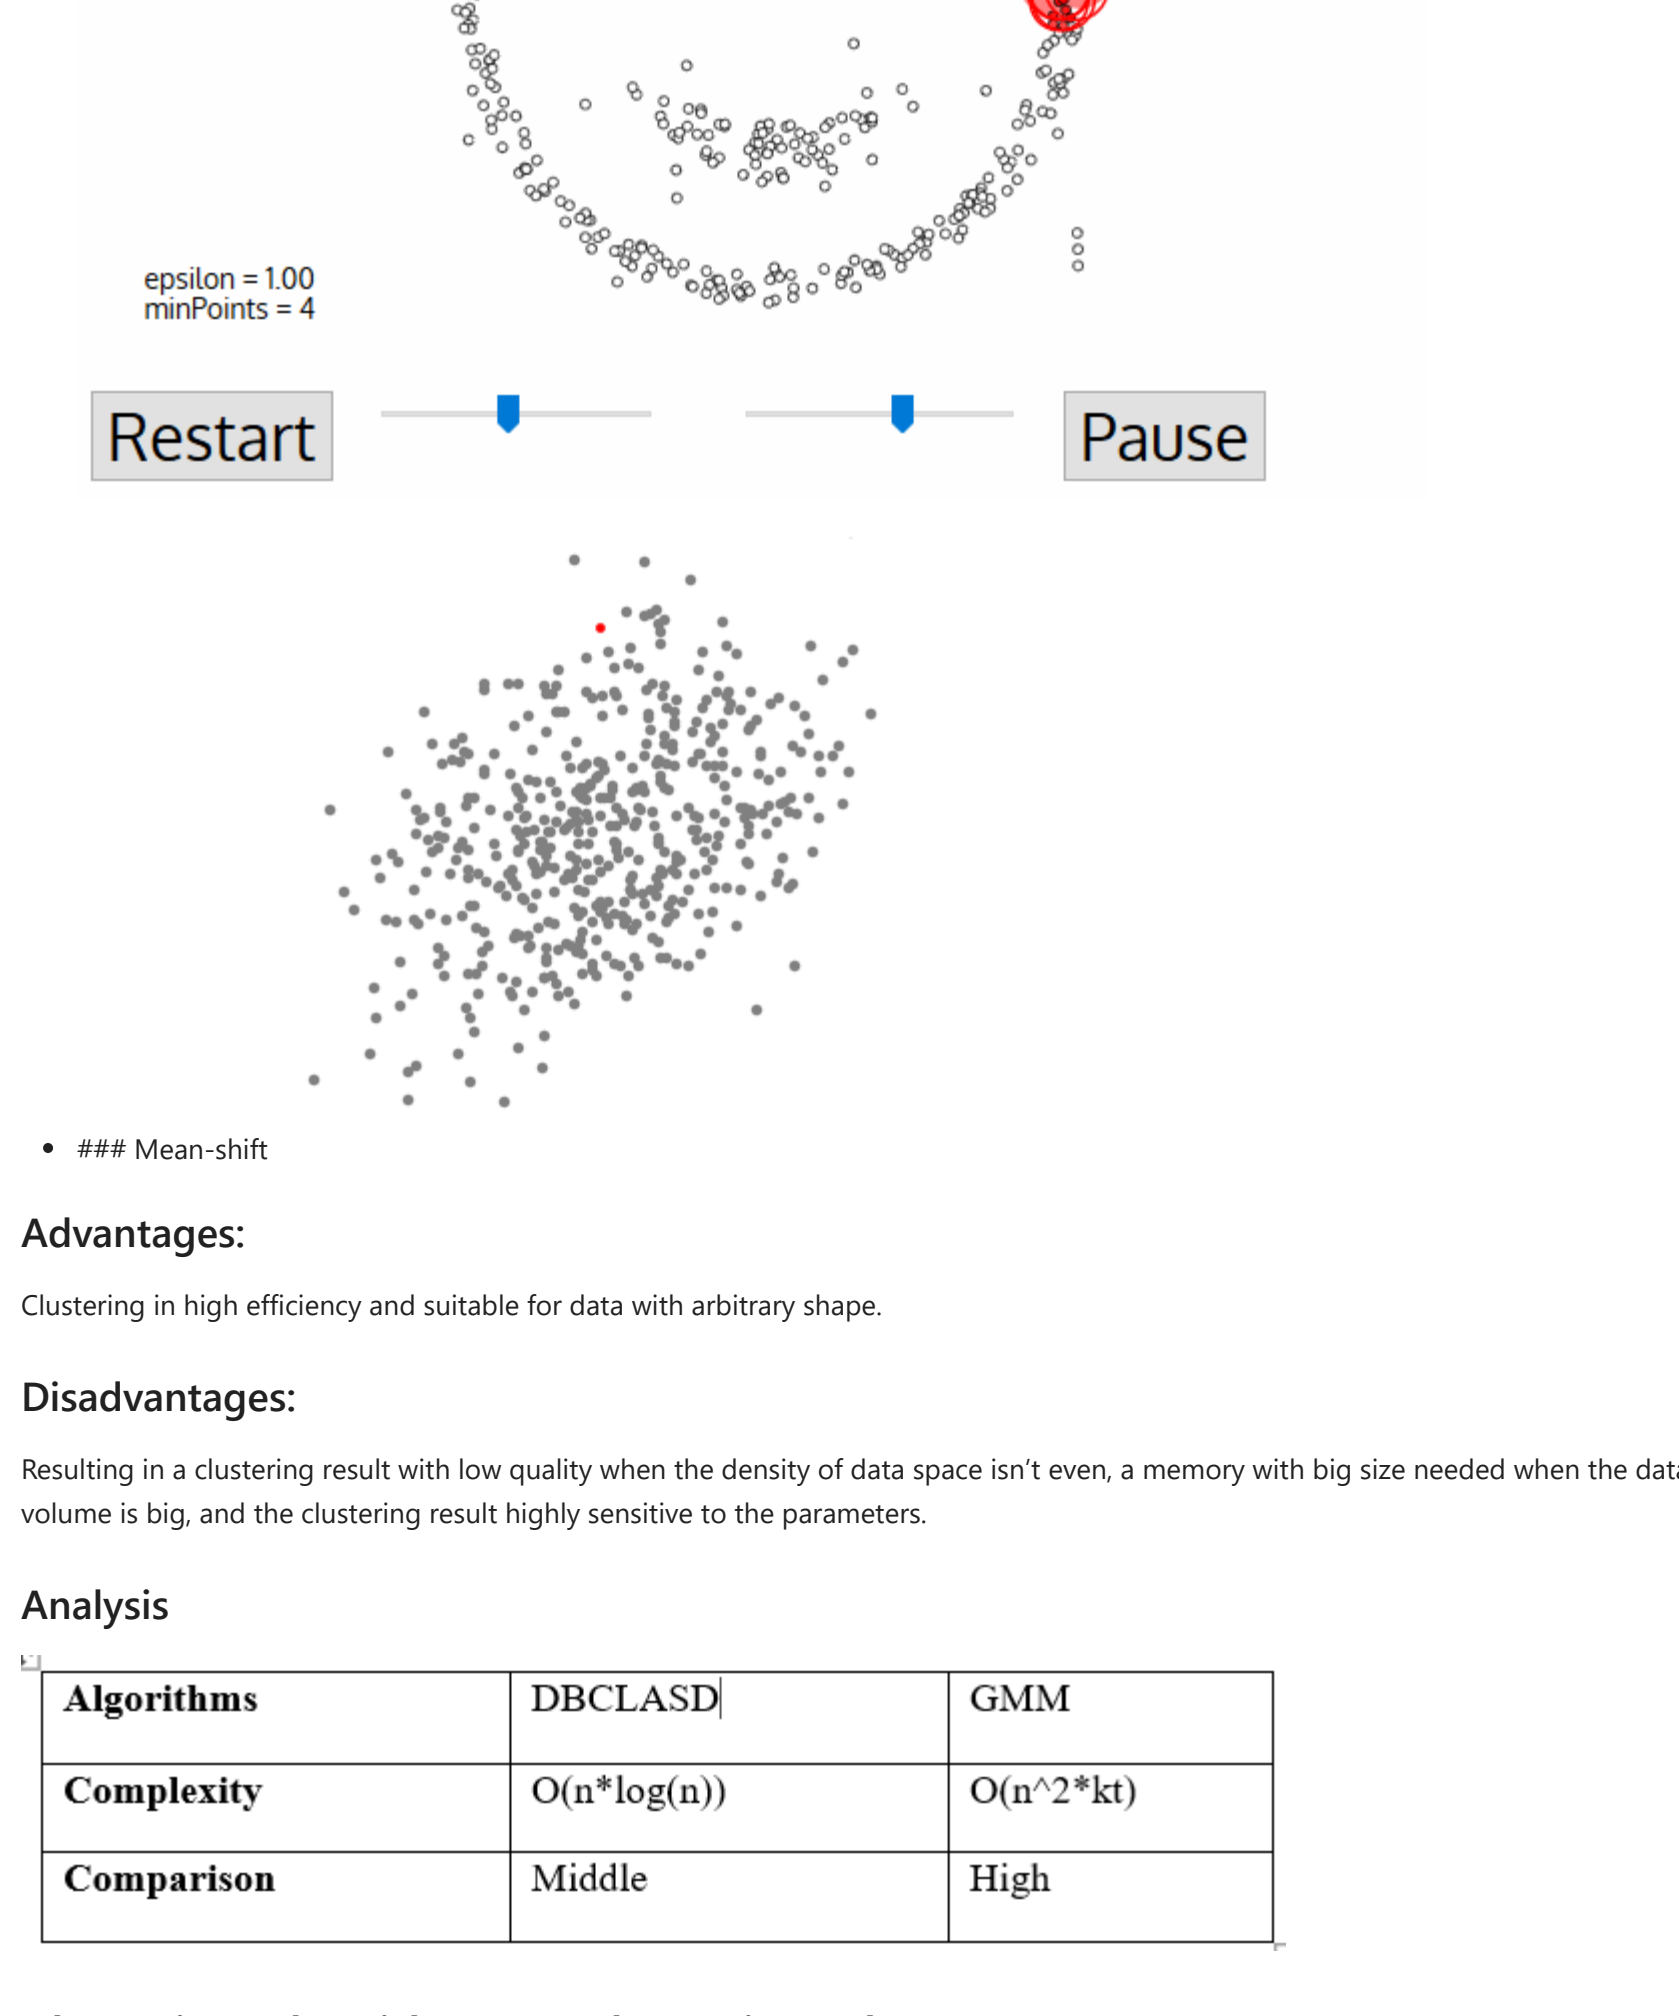 epsilon = 1.00
minPoints = 4
Restart
Pause
### Mean-shift
Advantages:
Clustering in high efficiency and suitable for data with arbitrary shape.
Disadvantages:
Resulting in a clustering result with low quality when the density of data space isn’t even, a memory with big size needed when the data
volume is big, and the clustering result highly sensitive to the parameters.
Analysis
Algorithms DBCLASD GMM
Complexity O(n*log(n)) O(n^2*kt)
Comparison Middle High